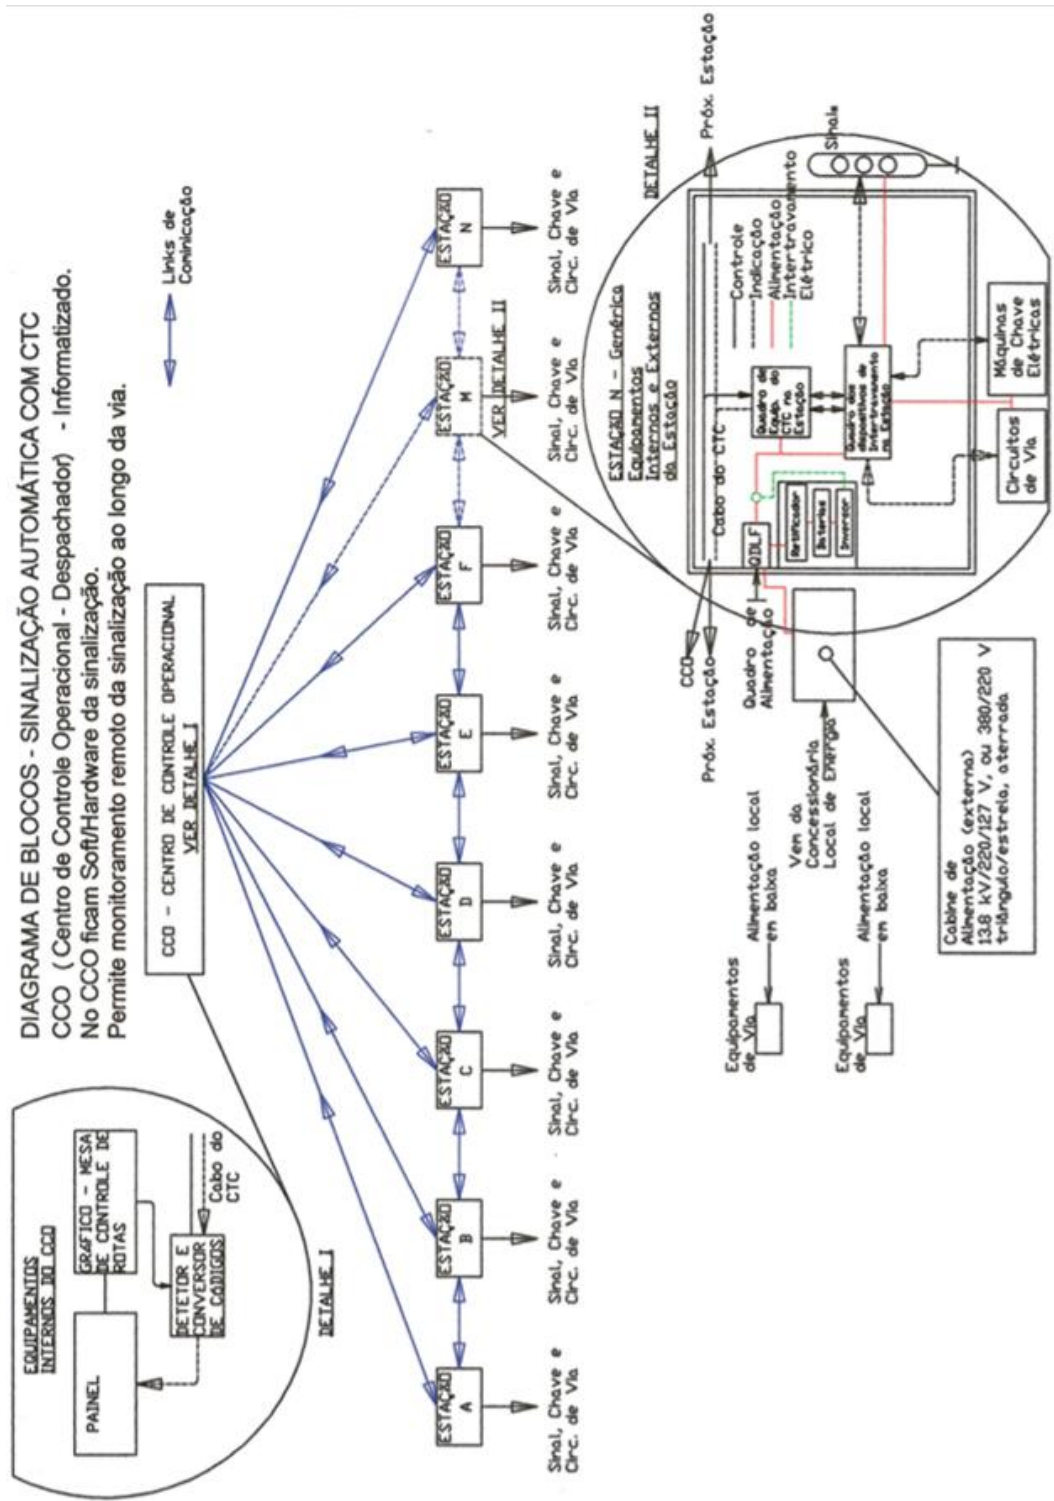 DIAGRAMA DE BLOCOS - SINALIZAÇÃO AUTOMÁTICA COM CTC
CCO ( Centro de Controle Operacional - Despachador) - Informatizado.
No CCO ficam Soft/Hardware da sinalização.
Permite monitoramento remoto da sinalização ao longo da via.
Links de
Cominicação
EQUIPAMENTOS
INTERNOS DO CCO
PAINEL
GRÁFICO - MESA
DE CONTROLE DE
ROTAS
DETETOR E
CONVERSOR
DE CóDIGOS
Cabo do
CTC
DETALHE I
CCO - CENTRO DE CONTROLE OPERACIONAL
VER DETALHE I
ESTAÇÃO
A
ESTAÇÃO
B
ESTAÇÃO
C
ESTAÇÃO
D
ESTAÇÃO
E
ESTAÇÃO
F
ESTAÇÃO
M
ESTAÇÃO
N
VER DETALHE II
Sinal, Chave e
Circ. de Via
Sinal, Chave e
Circ. de Via
Sinal, Chave e
Circ. de Via
Sinal, Chave e
Circ. de Via
Sinal, Chave e
Circ. de Via
Sinal, Chave e
Circ. de Via
Sinal, Chave e
Circ. de Via
Sinal, Chave e
Circ. de Via
DETALHE II
ESTAÇÃO N - Genérica
Equipamentos
Internos e Externos
da Estação
CCO
Próx. Estação
Próx. Estação
Cabo do CTC
Controle
Indicação
Alimentação
Intertravamento
Elétrico
Quadro de
Alimentação
QDLF
Retificador
Baterias
Inversor
Quadro de
Equip. do
CTC na
Estação
Quadro dos
dispositivos de
Intertravamento
na Estação
Sinais
Circuitos
de Via
Máquinas
de Chave
Elétricas
Equipamentos
de Via
Alimentação local
em baixa
Vem da
Concessionária
Local de Energia
Equipamentos
de Via
Alimentação local
em baixa
Cabine de
Alimentação (externa)
13.8 kV/220/127 V, ou 380/220 V
triângulo/estrela, aterrada